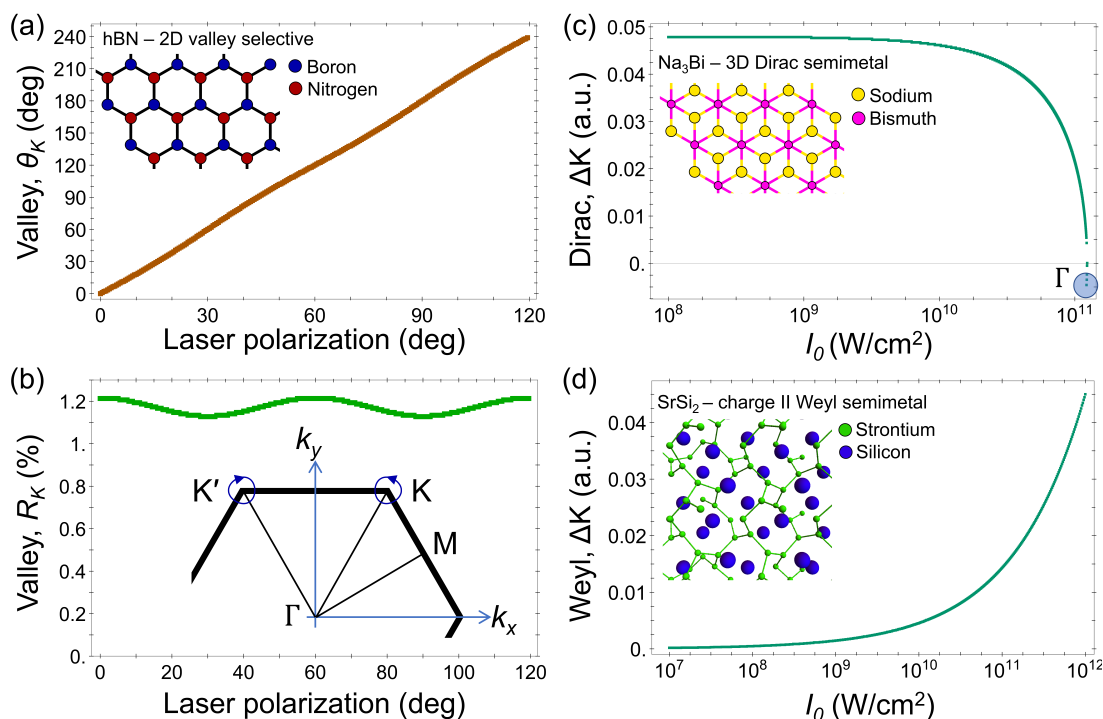 (a)
hBN – 2D valley selective
Boron
Nitrogen
Valley, θK (deg)
240
210
180
150
120
90
60
30
0
0 30 60 90 120
Laser polarization (deg)
(b)
Valley, RK (%)
1.2
1.0
0.8
0.6
0.4
0.2
0.
ky
K′
K
M
Γ
kx
0 20 40 60 80 100 120
Laser polarization (deg)
(c)
Na3Bi – 3D Dirac semimetal
Sodium
Bismuth
Dirac, ΔK (a.u.)
0.05
0.04
0.03
0.02
0.01
0.
Γ
10^8 10^9 10^10 10^11
I0 (W/cm²)
(d)
SrSi2 – charge II Weyl semimetal
Strontium
Silicon
Weyl, ΔK (a.u.)
0.04
0.03
0.02
0.01
0.
10^7 10^8 10^9 10^10 10^11 10^12
I0 (W/cm²)